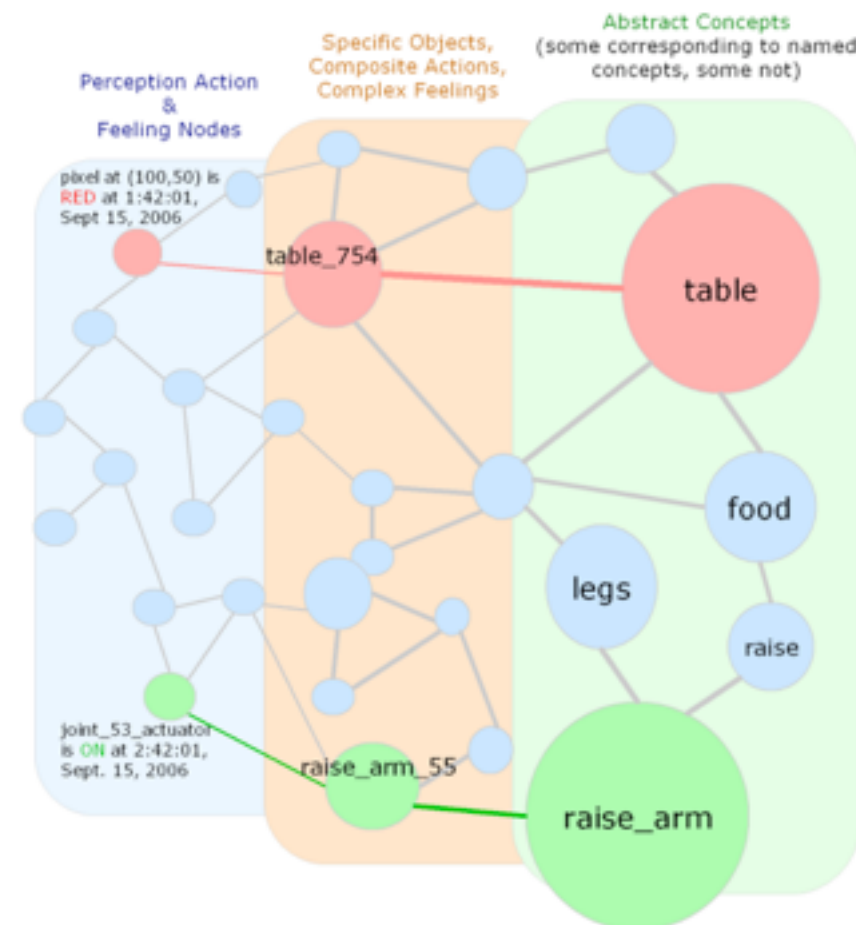 Abstract Concepts
(some corresponding to named
concepts, some not)
Specific Objects,
Composite Actions,
Complex Feelings
Perception Action
&
Feeling Nodes
pixel at (100,50) is
RED at 1:42:01,
Sept 15, 2006
table_754
table
food
legs
raise
joint_53_actuator
is ON at 2:42:01,
Sept. 15, 2006
raise_arm_55
raise_arm